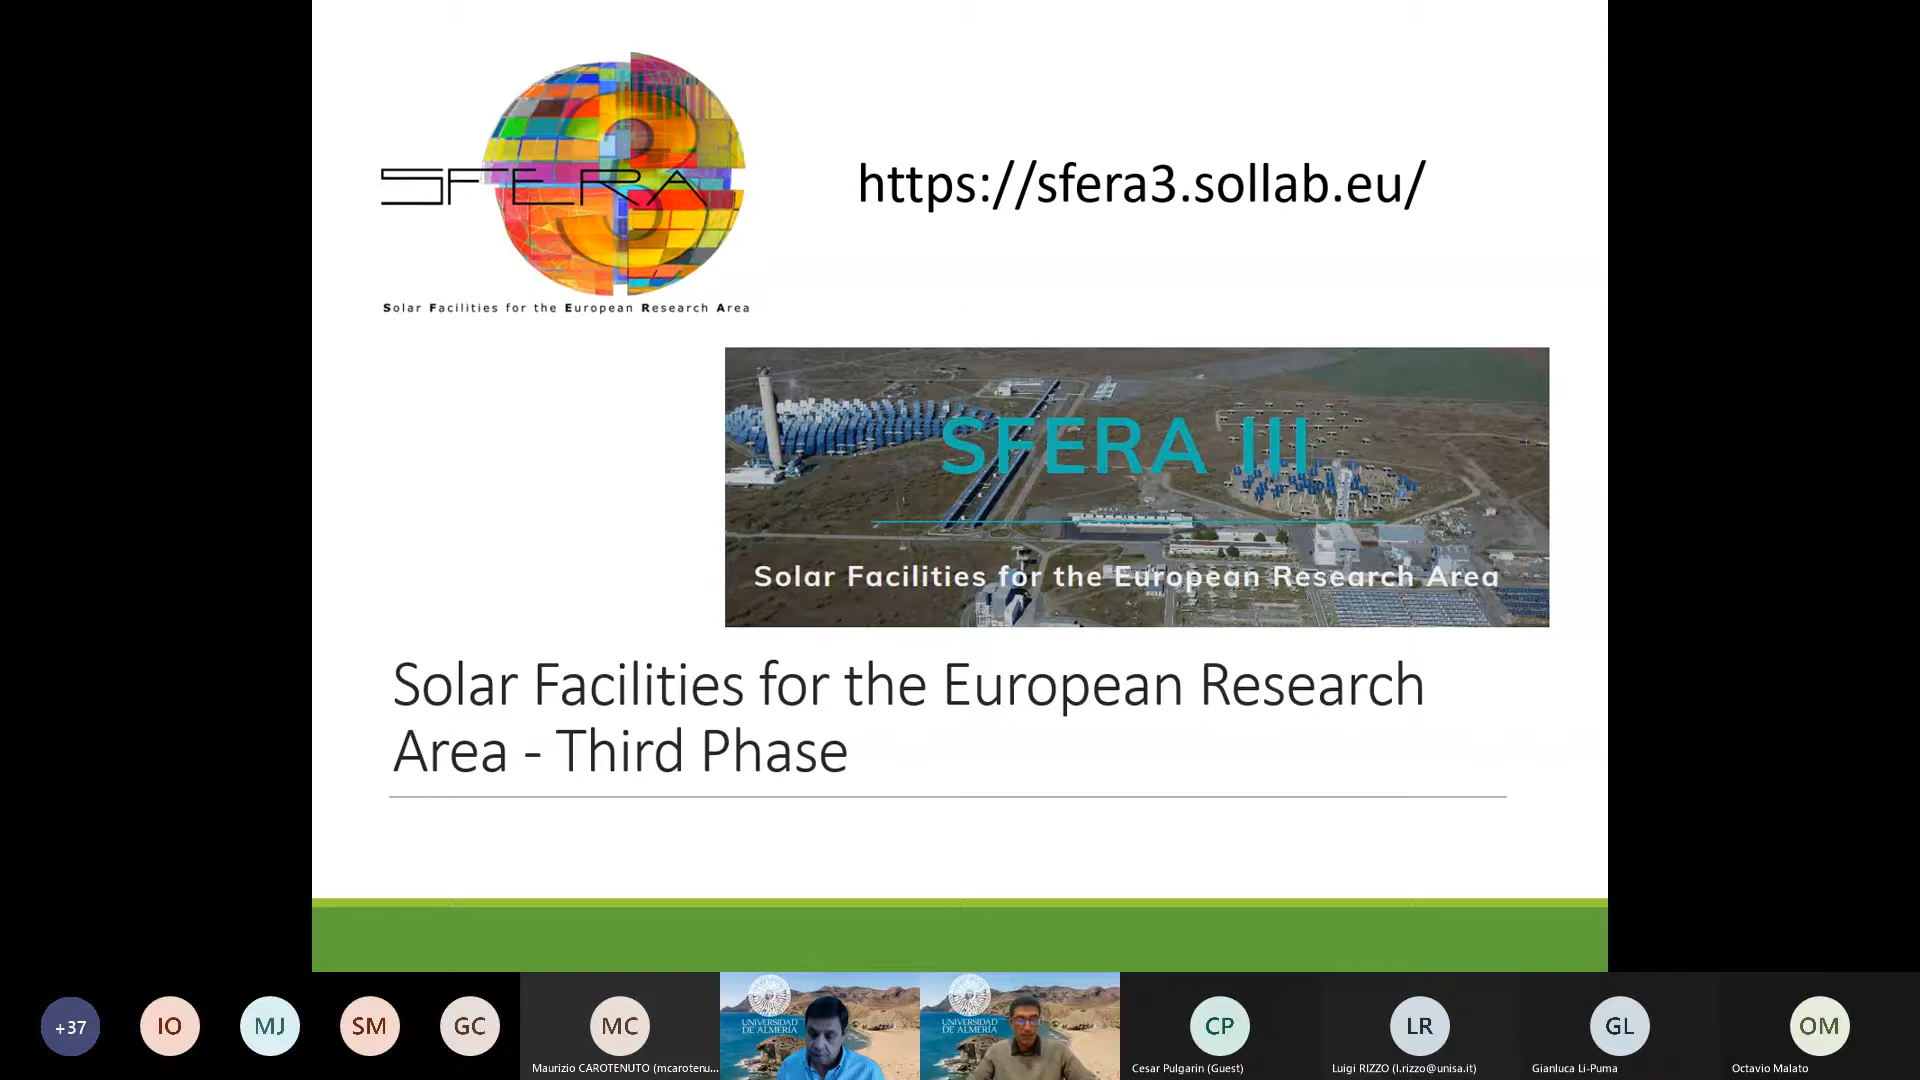 3
SFERA
Solar Facilities for the European Research Area
https://sfera3.sollab.eu/
SFERA III
Solar Facilities for the European Research Area
Solar Facilities for the European Research
Area - Third Phase
+37
IO
MJ
SM
GC
MC
Maurizio CAROTENUTO (mcarotenu...
UNIVERSIDAD
DE ALMERÍA
UNIVERSIDAD
DE ALMERÍA
CP
Cesar Pulgarin (Guest)
LR
Luigi RIZZO (l.rizzo@unisa.it)
GL
Gianluca Li-Puma
OM
Octavio Malato